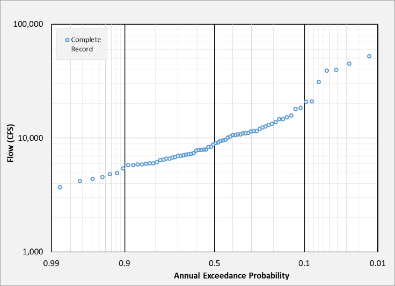 100,000
Complete
Record
10,000
Flow (CFS)
1,000
0.99
0.9
0.5
0.1
0.01
Annual Exceedance Probability